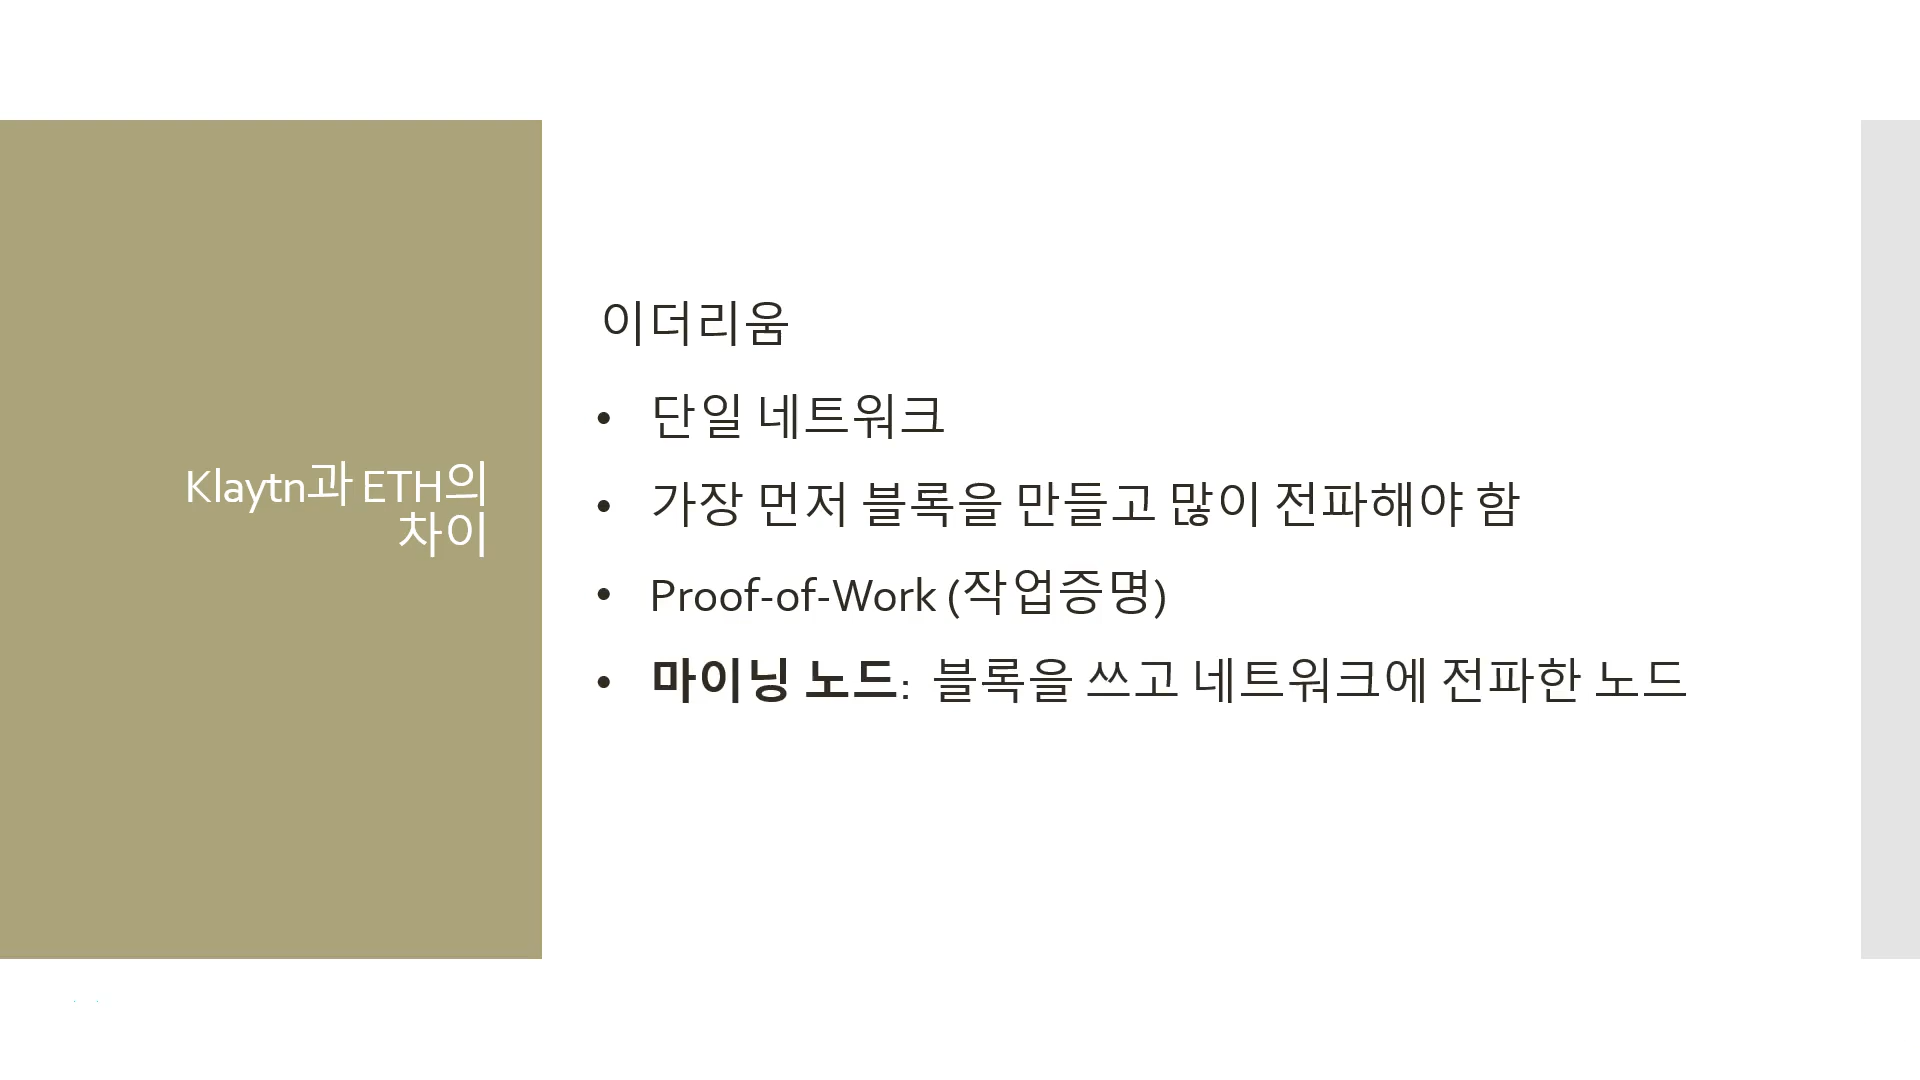 Klaytn과 ETH의
차이
이더리움
• 단일 네트워크
• 가장 먼저 블록을 만들고 많이 전파해야 함
• Proof-of-Work (작업증명)
• 마이닝 노드: 블록을 쓰고 네트워크에 전파한 노드